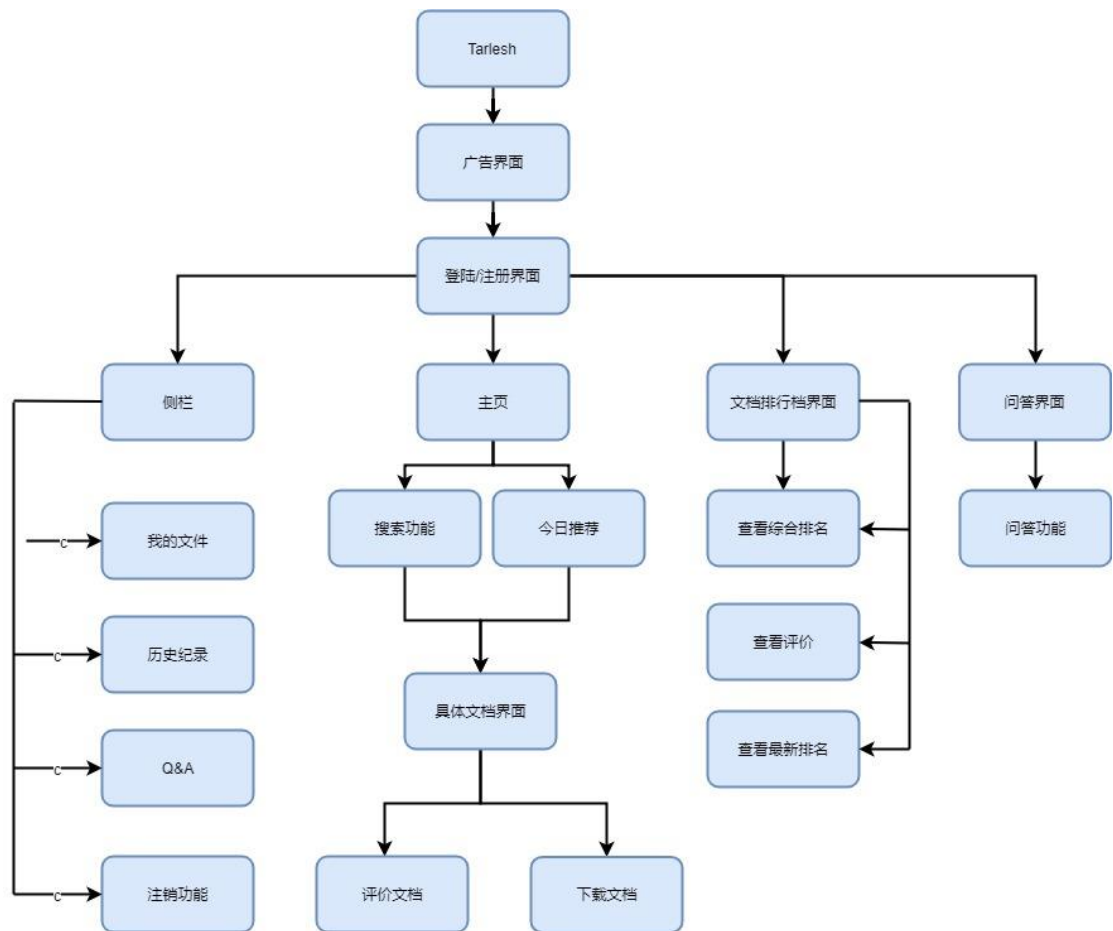 Tarlesh
广告界面
登陆/注册界面
侧栏
主页
文档排行档界面
问答界面
搜索功能
今日推荐
查看综合排名
问答功能
c
我的文件
查看评价
c
历史纪录
具体文档界面
查看最新排名
c
Q&A
c
注销功能
评价文档
下载文档